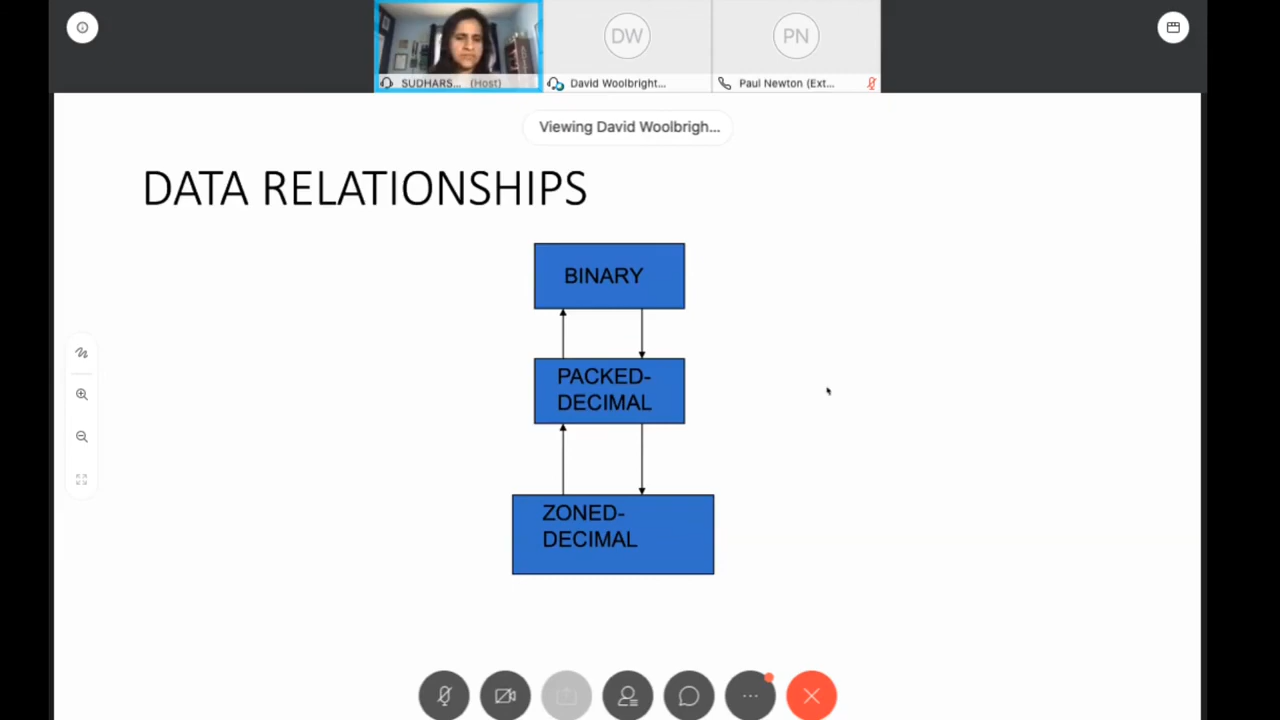 DW
PN
SUDHARS... (Host)
David Woolbright...
Paul Newton (Ext...
Viewing David Woolbrigh...
DATA RELATIONSHIPS
BINARY
PACKED-
DECIMAL
ZONED-
DECIMAL